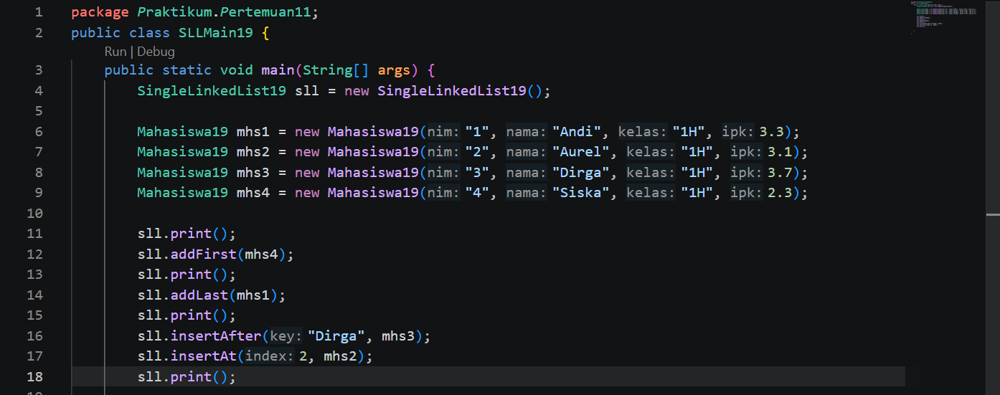 1 package Praktikum.Pertemuan11;
2 public class SLLMain19 {
Run | Debug
3 public static void main(String[] args) {
4 SingleLinkedList19 sll = new SingleLinkedList19();
5
6 Mahasiswa19 mhs1 = new Mahasiswa19(nim: "1", nama: "Andi", kelas: "1H", ipk: 3.3);
7 Mahasiswa19 mhs2 = new Mahasiswa19(nim: "2", nama: "Aurel", kelas: "1H", ipk: 3.1);
8 Mahasiswa19 mhs3 = new Mahasiswa19(nim: "3", nama: "Dirga", kelas: "1H", ipk: 3.7);
9 Mahasiswa19 mhs4 = new Mahasiswa19(nim: "4", nama: "Siska", kelas: "1H", ipk: 2.3);
10
11 sll.print();
12 sll.addFirst(mhs4);
13 sll.print();
14 sll.addLast(mhs1);
15 sll.print();
16 sll.insertAfter(key: "Dirga", mhs3);
17 sll.insertAt(index: 2, mhs2);
18 sll.print();